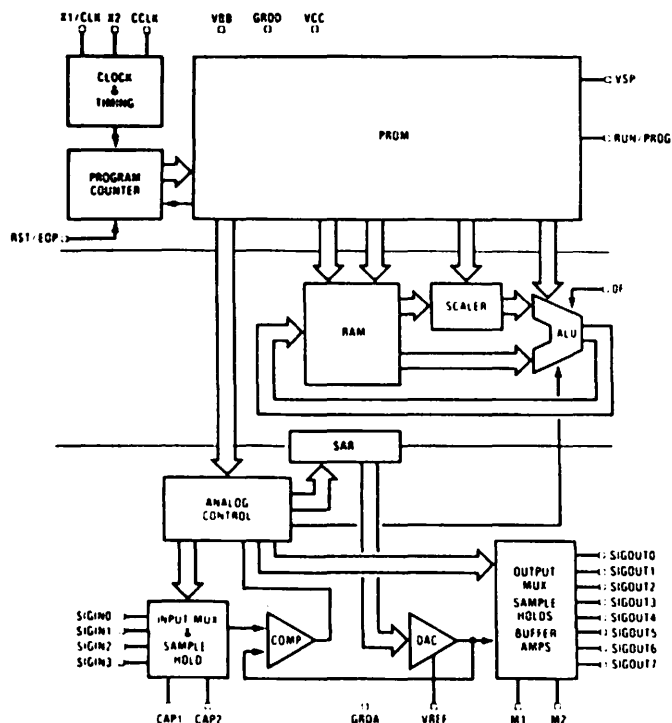 X1/CLK X2 CCLK VBB GRDD VCC
CLOCK
&
TIMING
PROM
VSP
RUN/PROG
PROGRAM
COUNTER
RST/EOP
RAM
SCALER
ALU
OF
SAR
ANALOG
CONTROL
SIGIN0
SIGIN1
SIGIN2
SIGIN3
INPUT MUX
&
SAMPLE
HOLD
COMP
DAC
OUTPUT
MUX
SAMPLE
HOLDS
BUFFER
AMPS
SIGOUT0
SIGOUT1
SIGOUT2
SIGOUT3
SIGOUT4
SIGOUT5
SIGOUT6
SIGOUT7
CAP1 CAP2 GRDA VREF M1 M2